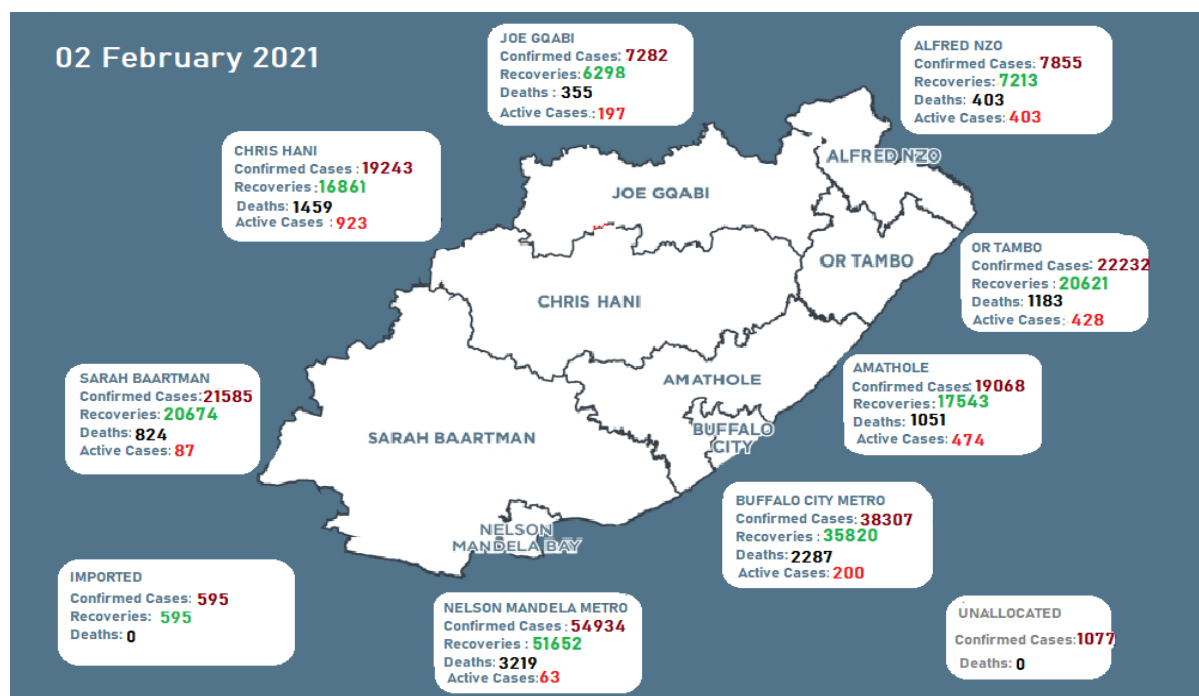 02 February 2021
JOE GQABI
Confirmed Cases: 7282
Recoveries: 6298
Deaths : 355
Active Cases.: 197
ALFRED NZO
Confirmed Cases: 7855
Recoveries: 7213
Deaths: 403
Active Cases: 403
CHRIS HANI
Confirmed Cases : 19243
Recoveries :16861
Deaths: 1459
Active Cases : 923
OR TAMBO
Confirmed Cases: 22232
Recoveries : 20621
Deaths: 1183
Active Cases: 428
SARAH BAARTMAN
Confirmed Cases:21585
Recoveries: 20674
Deaths: 824
Active Cases: 87
AMATHOLE
Confirmed Cases: 19068
Recoveries:17543
Deaths: 1051
Active Cases: 474
BUFFALO CITY METRO
Confirmed Cases: 38307
Recoveries : 35820
Deaths: 2287
Active Cases: 200
IMPORTED
Confirmed Cases: 595
Recoveries: 595
Deaths: 0
NELSON MANDELA METRO
Confirmed Cases : 54934
Recoveries : 51652
Deaths: 3219
Active Cases:63
UNALLOCATED
Confirmed Cases:1077
Deaths: 0
ALFRED NZO
JOE GQABI
OR TAMBO
CHRIS HANI
AMATHOLE
BUFFALO
CITY
SARAH BAARTMAN
NELSON
MANDELA BAY